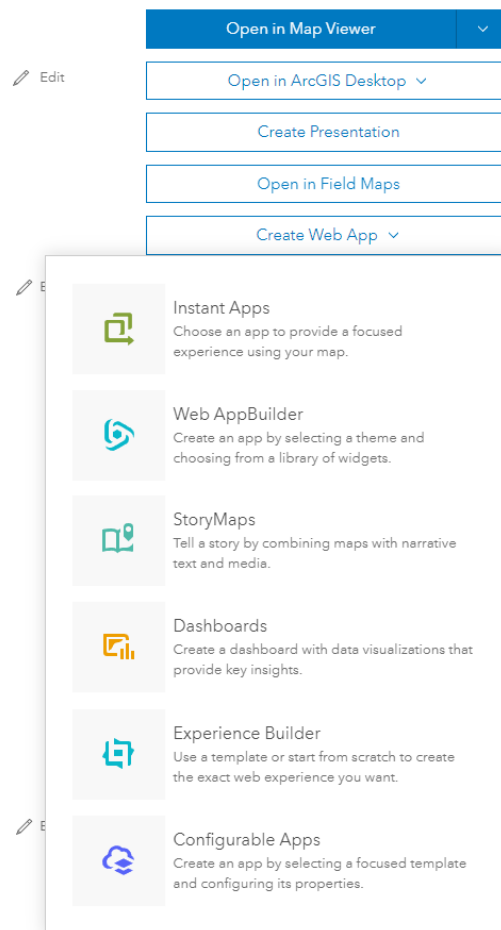 Open in Map Viewer
Edit
Open in ArcGIS Desktop
Create Presentation
Open in Field Maps
Create Web App
E
Instant Apps
Choose an app to provide a focused
experience using your map.
Web AppBuilder
Create an app by selecting a theme and
choosing from a library of widgets.
StoryMaps
Tell a story by combining maps with narrative
text and media.
Dashboards
Create a dashboard with data visualizations that
provide key insights.
Experience Builder
Use a template or start from scratch to create
the exact web experience you want.
E
Configurable Apps
Create an app by selecting a focused template
and configuring its properties.